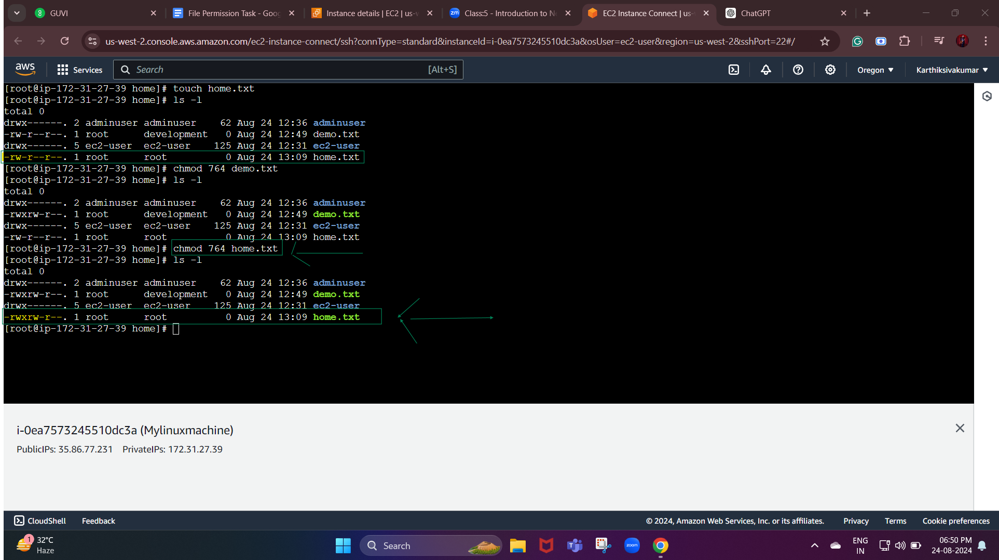 GUVI
File Permission Task - Goog
Instance details | EC2 | us-w
Class:5 - Introduction to Ne
EC2 Instance Connect | us-
ChatGPT
us-west-2.console.aws.amazon.com/ec2-instance-connect/ssh?connType=standard&instanceId=i-0ea7573245510dc3a&osUser=ec2-user&region=us-west-2&sshPort=22#/
aws Services Search [Alt+S] Oregon Karthiksivakumar
[root@ip-172-31-27-39 home]# touch home.txt
[root@ip-172-31-27-39 home]# ls -l
total 0
drwx------. 2 adminuser adminuser    62 Aug 24 12:36 adminuser
-rw-r--r--. 1 root      development   0 Aug 24 12:49 demo.txt
drwx------. 5 ec2-user  ec2-user    125 Aug 24 12:31 ec2-user
-rw-r--r--. 1 root      root          0 Aug 24 13:09 home.txt
[root@ip-172-31-27-39 home]# chmod 764 demo.txt
[root@ip-172-31-27-39 home]# ls -l
total 0
drwx------. 2 adminuser adminuser    62 Aug 24 12:36 adminuser
-rwxrw-r--. 1 root      development   0 Aug 24 12:49 demo.txt
drwx------. 5 ec2-user  ec2-user    125 Aug 24 12:31 ec2-user
-rw-r--r--. 1 root      root          0 Aug 24 13:09 home.txt
[root@ip-172-31-27-39 home]# chmod 764 home.txt
[root@ip-172-31-27-39 home]# ls -l
total 0
drwx------. 2 adminuser adminuser    62 Aug 24 12:36 adminuser
-rwxrw-r--. 1 root      development   0 Aug 24 12:49 demo.txt
drwx------. 5 ec2-user  ec2-user    125 Aug 24 12:31 ec2-user
-rwxrw-r--. 1 root      root          0 Aug 24 13:09 home.txt
[root@ip-172-31-27-39 home]#
i-0ea7573245510dc3a (Mylinuxmachine)
PublicIPs: 35.86.77.231 PrivateIPs: 172.31.27.39
CloudShell Feedback © 2024, Amazon Web Services, Inc. or its affiliates. Privacy Terms Cookie preferences
1
32°C
Haze
Search
zoom
ENG
IN
06:50 PM
24-08-2024